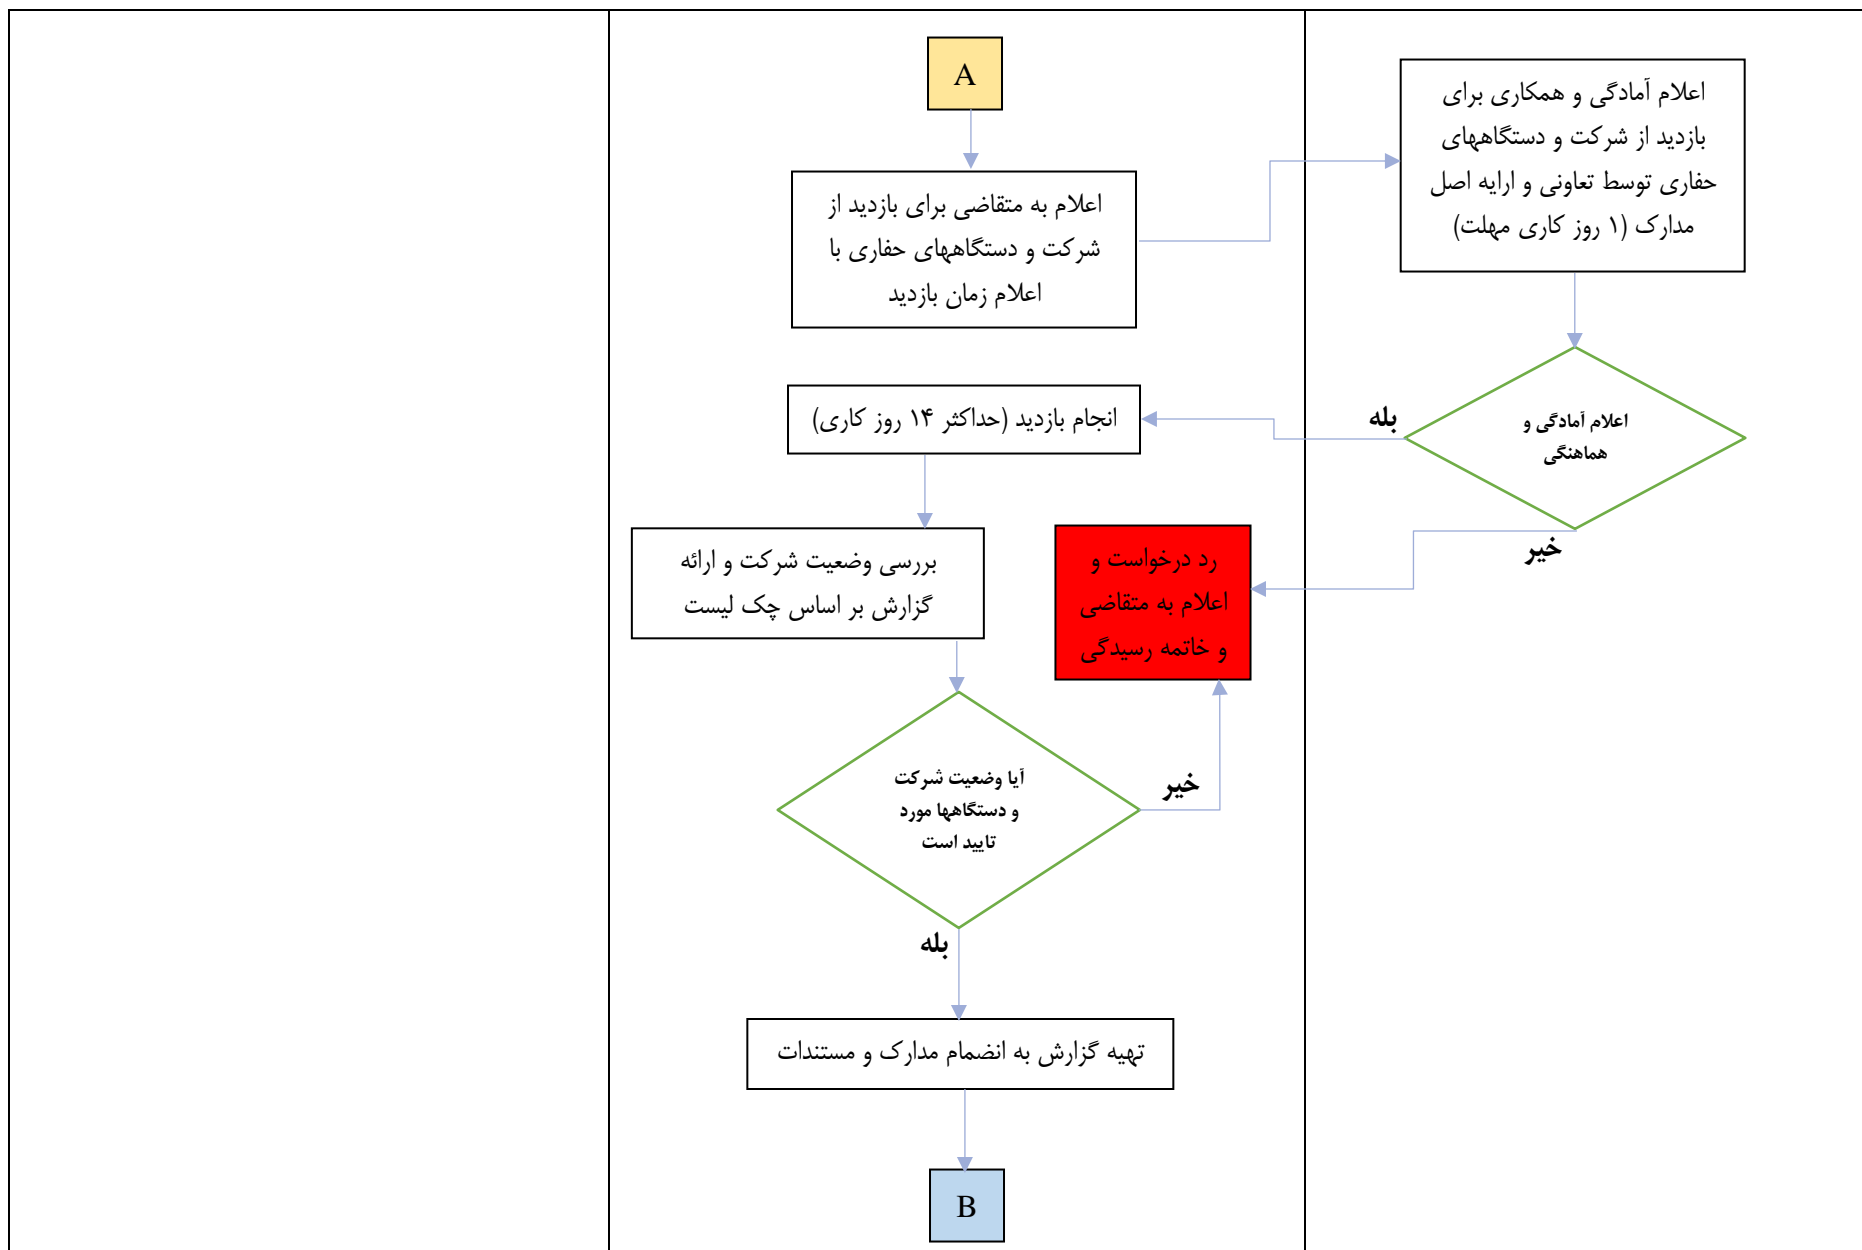 A
اعلام به متقاضی برای بازدید از
شرکت و دستگاههای حفاری با
اعلام زمان بازدید
اعلام آمادگی و همکاری برای
بازدید از شرکت و دستگاههای
حفاری توسط تعاونی و ارایه اصل
مدارک (۱ روز کاری مهلت)
اعلام آمادگی و
هماهنگی
بله
خیر
انجام بازدید (حداکثر ۱۴ روز کاری)
بررسی وضعیت شرکت و ارائه
گزارش بر اساس چک لیست
رد درخواست و
اعلام به متقاضی
و خاتمه رسیدگی
آیا وضعیت شرکت
و دستگاهها مورد
تایید است
خیر
بله
تهیه گزارش به انضمام مدارک و مستندات
B